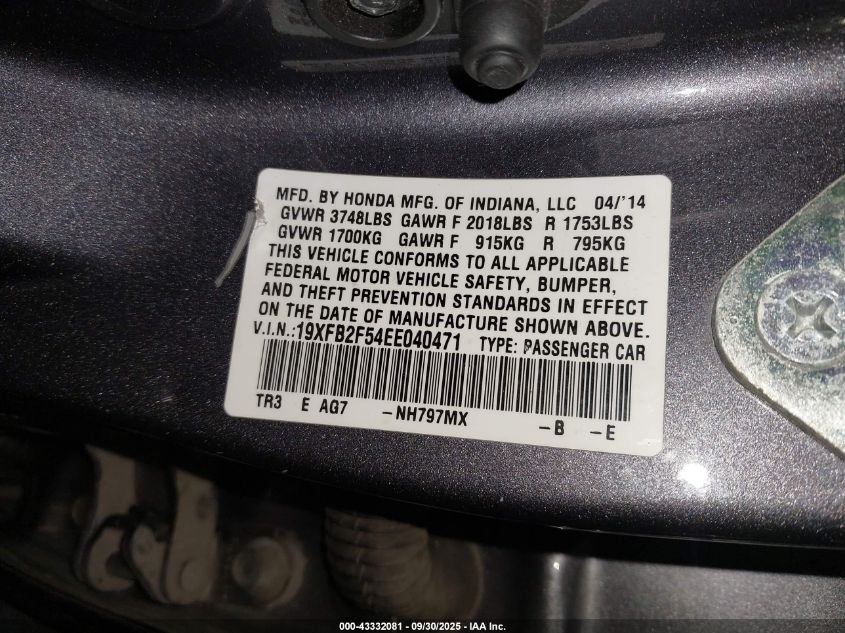 MFD. BY HONDA MFG. OF INDIANA, LLC 04/'14
GVWR 3748LBS GAWR F 2018LBS R 1753LBS
GVWR 1700KG GAWR F 915KG R 795KG
THIS VEHICLE CONFORMS TO ALL APPLICABLE
FEDERAL MOTOR VEHICLE SAFETY, BUMPER,
AND THEFT PREVENTION STANDARDS IN EFFECT
ON THE DATE OF MANUFACTURE SHOWN ABOVE.
V.I.N.:19XFB2F54EE040471 TYPE: PASSENGER CAR
TR3 E AG7 -NH797MX -B -E
000-43332081 - 09/30/2025 - IAA Inc.